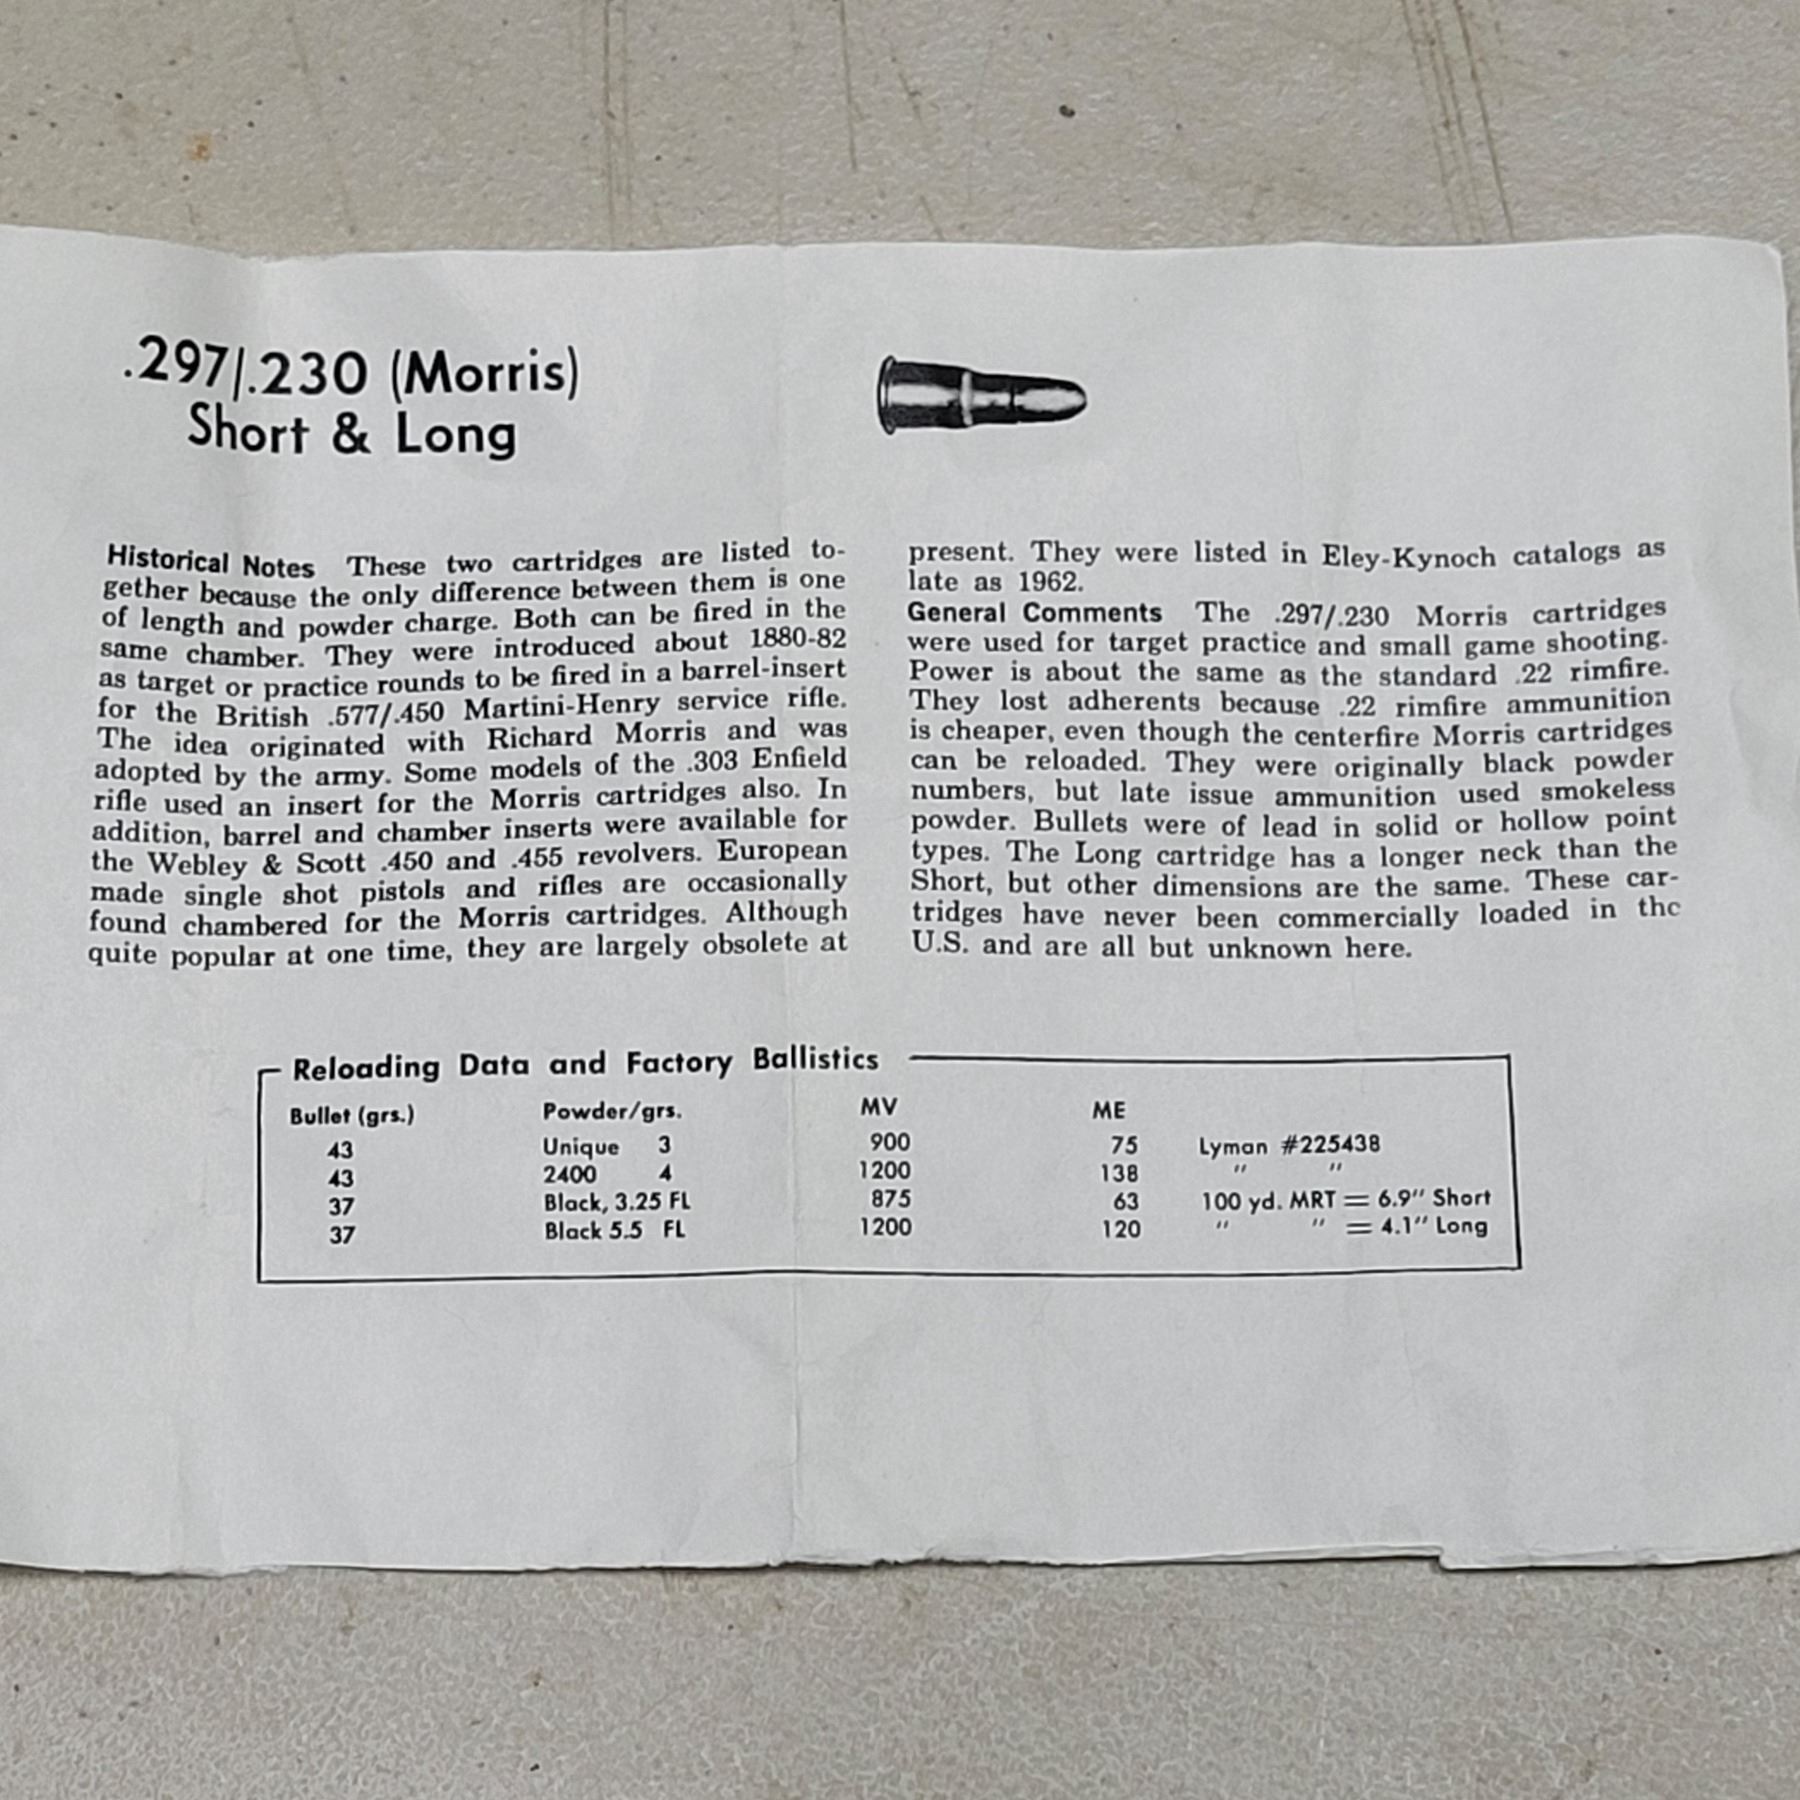 .297/.230 (Morris)
Short & Long
Historical Notes These two cartridges are listed to-
gether because the only difference between them is one
of length and powder charge. Both can be fired in the
same chamber. They were introduced about 1880-82
as target or practice rounds to be fired in a barrel-insert
for the British .577/.450 Martini-Henry service rifle.
The idea originated with Richard Morris and was
adopted by the army. Some models of the .303 Enfield
rifle used an insert for the Morris cartridges also. In
addition, barrel and chamber inserts were available for
the Webley & Scott .450 and .455 revolvers. European
made single shot pistols and rifles are occasionally
found chambered for the Morris cartridges. Although
quite popular at one time, they are largely obsolete at
present. They were listed in Eley-Kynoch catalogs as
late as 1962.
General Comments The .297/.230 Morris cartridges
were used for target practice and small game shooting.
Power is about the same as the standard .22 rimfire.
They lost adherents because .22 rimfire ammunition
is cheaper, even though the centerfire Morris cartridges
can be reloaded. They were originally black powder
numbers, but late issue ammunition used smokeless
powder. Bullets were of lead in solid or hollow point
types. The Long cartridge has a longer neck than the
Short, but other dimensions are the same. These car-
tridges have never been commercially loaded in the
U.S. and are all but unknown here.
Reloading Data and Factory Ballistics
Bullet (grs.) Powder/grs. MV ME
43 Unique 3 900 75 Lyman #225438
43 2400 4 1200 138 " "
37 Black, 3.25 FL 875 63 100 yd. MRT = 6.9" Short
37 Black 5.5 FL 1200 120 " " = 4.1" Long